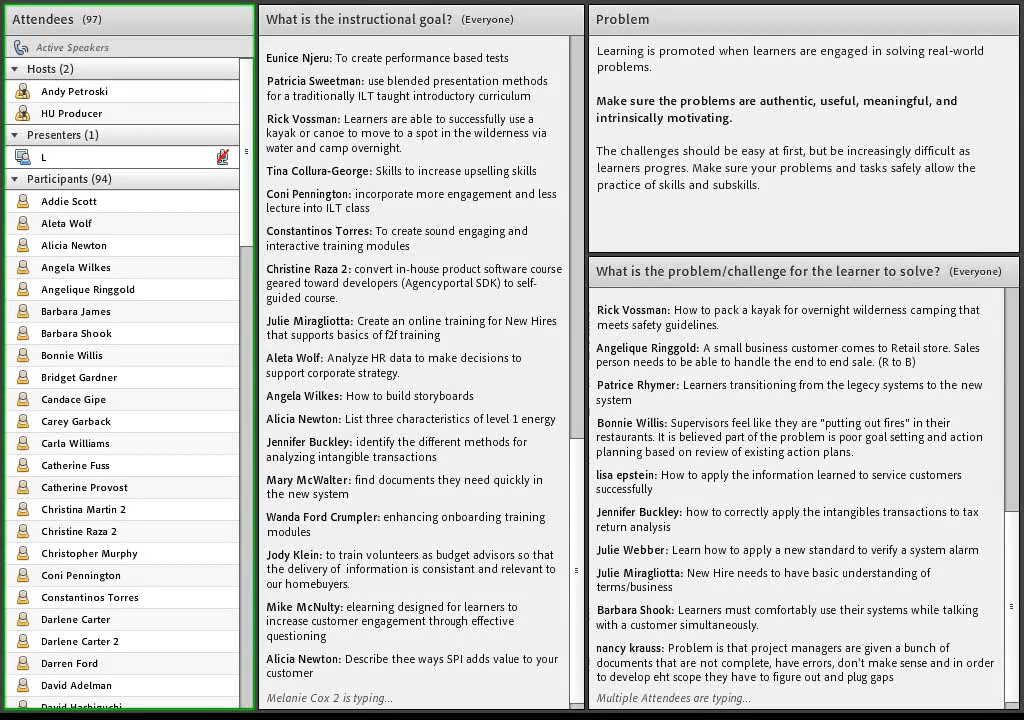 Attendees (97)
Active Speakers
Hosts (2)
Andy Petroski
HU Producer
Presenters (1)
L
Participants (94)
Addie Scott
Aleta Wolf
Alicia Newton
Angela Wilkes
Angelique Ringgold
Barbara James
Barbara Shook
Bonnie Willis
Bridget Gardner
Candace Gipe
Carey Garback
Carla Williams
Catherine Fuss
Catherine Provost
Christina Martin 2
Christine Raza 2
Christopher Murphy
Coni Pennington
Constantinos Torres
Darlene Carter
Darlene Carter 2
Darren Ford
David Adelman
David Hachiguchi
What is the instructional goal? (Everyone)
Eunice Njeru: To create performance based tests
Patricia Sweetman: use blended presentation methods
for a traditionally ILT taught introductory curriculum
Rick Vossman: Learners are able to successfully use a
kayak or canoe to move to a spot in the wilderness via
water and camp overnight.
Tina Collura-George: Skills to increase upselling skills
Coni Pennington: incorporate more engagement and less
lecture into ILT class
Constantinos Torres: To create sound engaging and
interactive training modules
Christine Raza 2: convert in-house product software course
geared toward developers (Agencyportal SDK) to self-
guided course.
Julie Miragliotta: Create an online training for New Hires
that supports basics of f2f training
Aleta Wolf: Analyze HR data to make decisions to
support corporate strategy.
Angela Wilkes: How to build storyboards
Alicia Newton: List three characteristics of level 1 energy
Jennifer Buckley: identify the different methods for
analyzing intangible transactions
Mary McWalter: find documents they need quickly in
the new system
Wanda Ford Crumpler: enhancing onboarding training
modules
Jody Klein: to train volunteers as budget advisors so that
the delivery of information is consistant and relevant to
our homebuyers.
Mike McNulty: elearning designed for learners to
increase customer engagement through effective
questioning
Alicia Newton: Describe thee ways SPI adds value to your
customer
Melanie Cox 2 is typing...
Problem
Learning is promoted when learners are engaged in solving real-world
problems.
Make sure the problems are authentic, useful, meaningful, and
intrinsically motivating.
The challenges should be easy at first, but be increasingly difficult as
learners progres. Make sure your problems and tasks safely allow the
practice of skills and subskills.
What is the problem/challenge for the learner to solve? (Everyone)
Rick Vossman: How to pack a kayak for overnight wilderness camping that
meets safety guidelines.
Angelique Ringgold: A small business customer comes to Retail store. Sales
person needs to be able to handle the end to end sale. (R to B)
Patrice Rhymer: Learners transitioning from the legacy systems to the new
system
Bonnie Willis: Supervisors feel like they are "putting out fires" in their
restaurants. It is believed part of the problem is poor goal setting and action
planning based on review of existing action plans.
lisa epstein: How to apply the information learned to service customers
successfully
Jennifer Buckley: how to correctly apply the intangibles transactions to tax
return analysis
Julie Webber: Learn how to apply a new standard to verify a system alarm
Julie Miragliotta: New Hire needs to have basic understanding of
terms/business
Barbara Shook: Learners must comfortably use their systems while talking
with a customer simultaneously.
nancy krauss: Problem is that project managers are given a bunch of
documents that are not complete, have errors, don't make sense and in order
to develop eht scope they have to figure out and plug gaps
Multiple Attendees are typing...